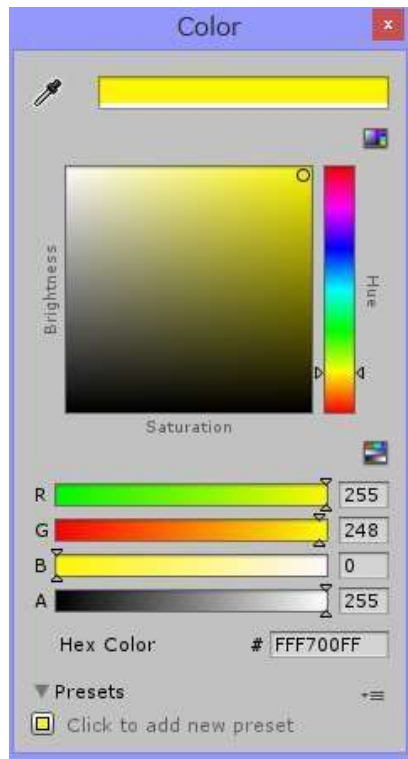 Color
x
Brightness
Hue
Saturation
R 255
G 248
B 0
A 255
Hex Color # FFF700FF
Presets
Click to add new preset